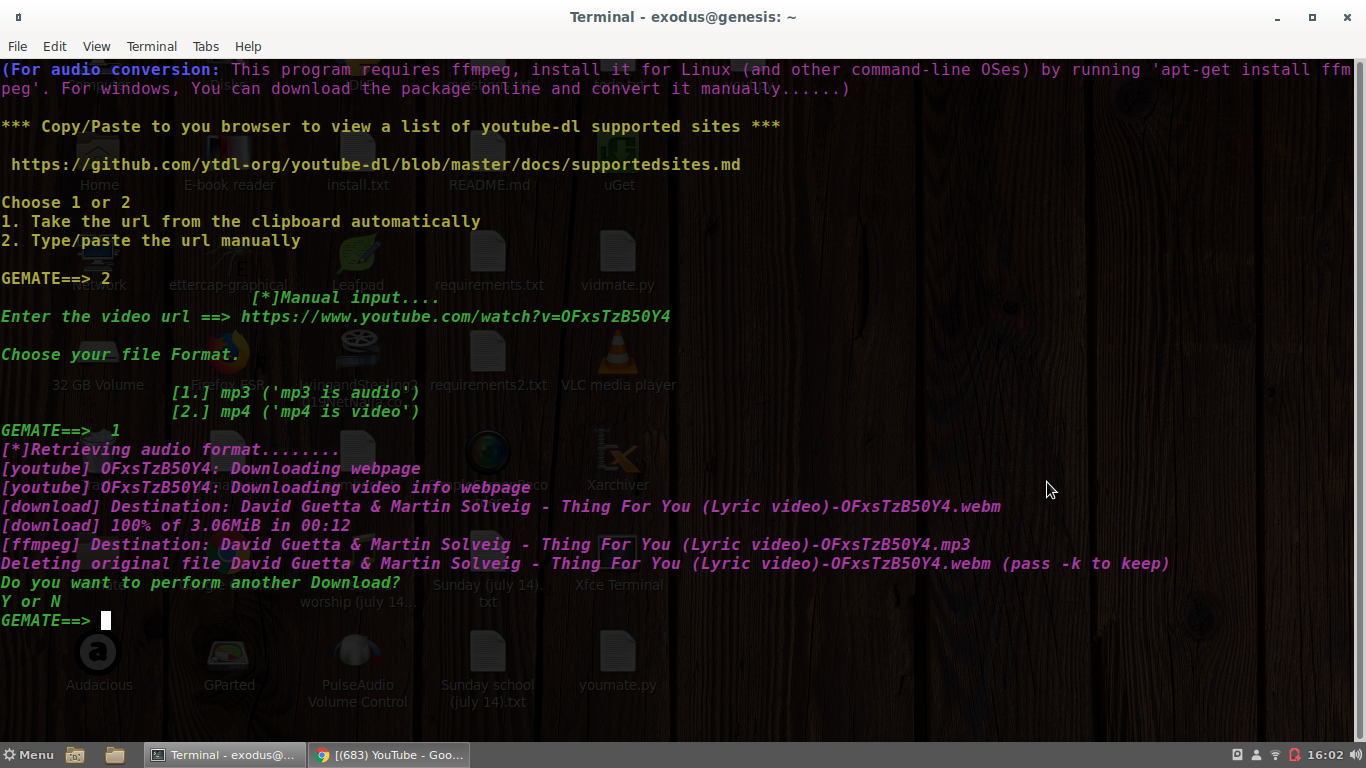 Terminal - exodus@genesis: ~
File Edit View Terminal Tabs Help
(For audio conversion: This program requires ffmpeg, install it for Linux (and other command-line OSes) by running 'apt-get install ffm
peg'. For windows, You can download the package online and convert it manually......)
*** Copy/Paste to you browser to view a list of youtube-dl supported sites ***
https://github.com/ytdl-org/youtube-dl/blob/master/docs/supportedsites.md
Home E-book reader install.txt README.md uGet
Choose 1 or 2
1. Take the url from the clipboard automatically
2. Type/paste the url manually
GEMATE==> 2
Network ettercap-graphical Leafpad requirements.txt vidmate.py
[*]Manual input....
Enter the video url ==> https://www.youtube.com/watch?v=OFxsTzB50Y4
Choose your file Format.
32 GB Volume Firefox ESR requirements2.txt VLC media player
[1.] mp3 ('mp3 is audio')
[2.] mp4 ('mp4 is video')
GEMATE==> 1
[*]Retrieving audio format........
[youtube] OFxsTzB50Y4: Downloading webpage
Xarchiver
[youtube] OFxsTzB50Y4: Downloading video info webpage
[download] Destination: David Guetta & Martin Solveig - Thing For You (Lyric video)-OFxsTzB50Y4.webm
[download] 100% of 3.06MiB in 00:12
[ffmpeg] Destination: David Guetta & Martin Solveig - Thing For You (Lyric video)-OFxsTzB50Y4.mp3
Deleting original file David Guetta & Martin Solveig - Thing For You (Lyric video)-OFxsTzB50Y4.webm (pass -k to keep)
Do you want to perform another Download?
Sunday (july 14). Xfce Terminal
Y or N
worship (july 14... txt
GEMATE==>
Audacious GParted PulseAudio Sunday school youmate.py
Volume Control (july 14).txt
Menu Terminal - exodus@... [(683) YouTube - Goo... 16:02